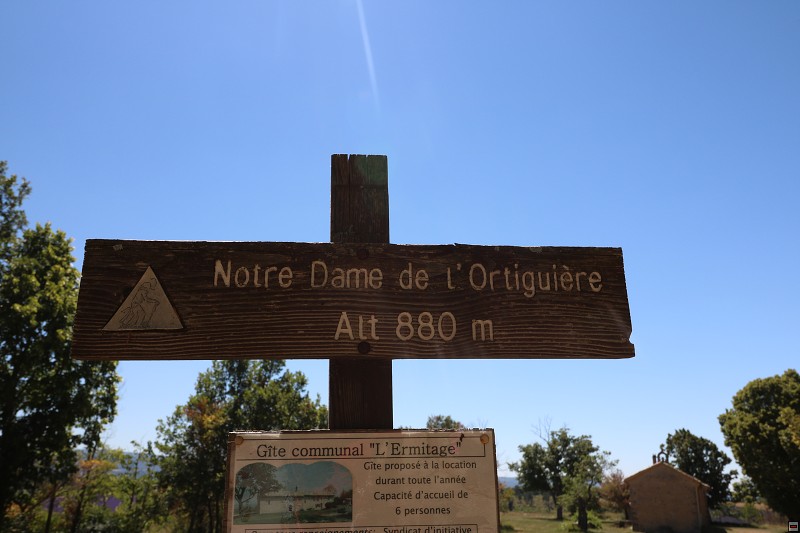 Notre Dame de l'Ortiguière
Alt 880 m
Gîte communal "L'Ermitage"
Gîte proposé à la location
durant toute l'année
Capacité d'accueil de
6 personnes
Syndicat d'initiative